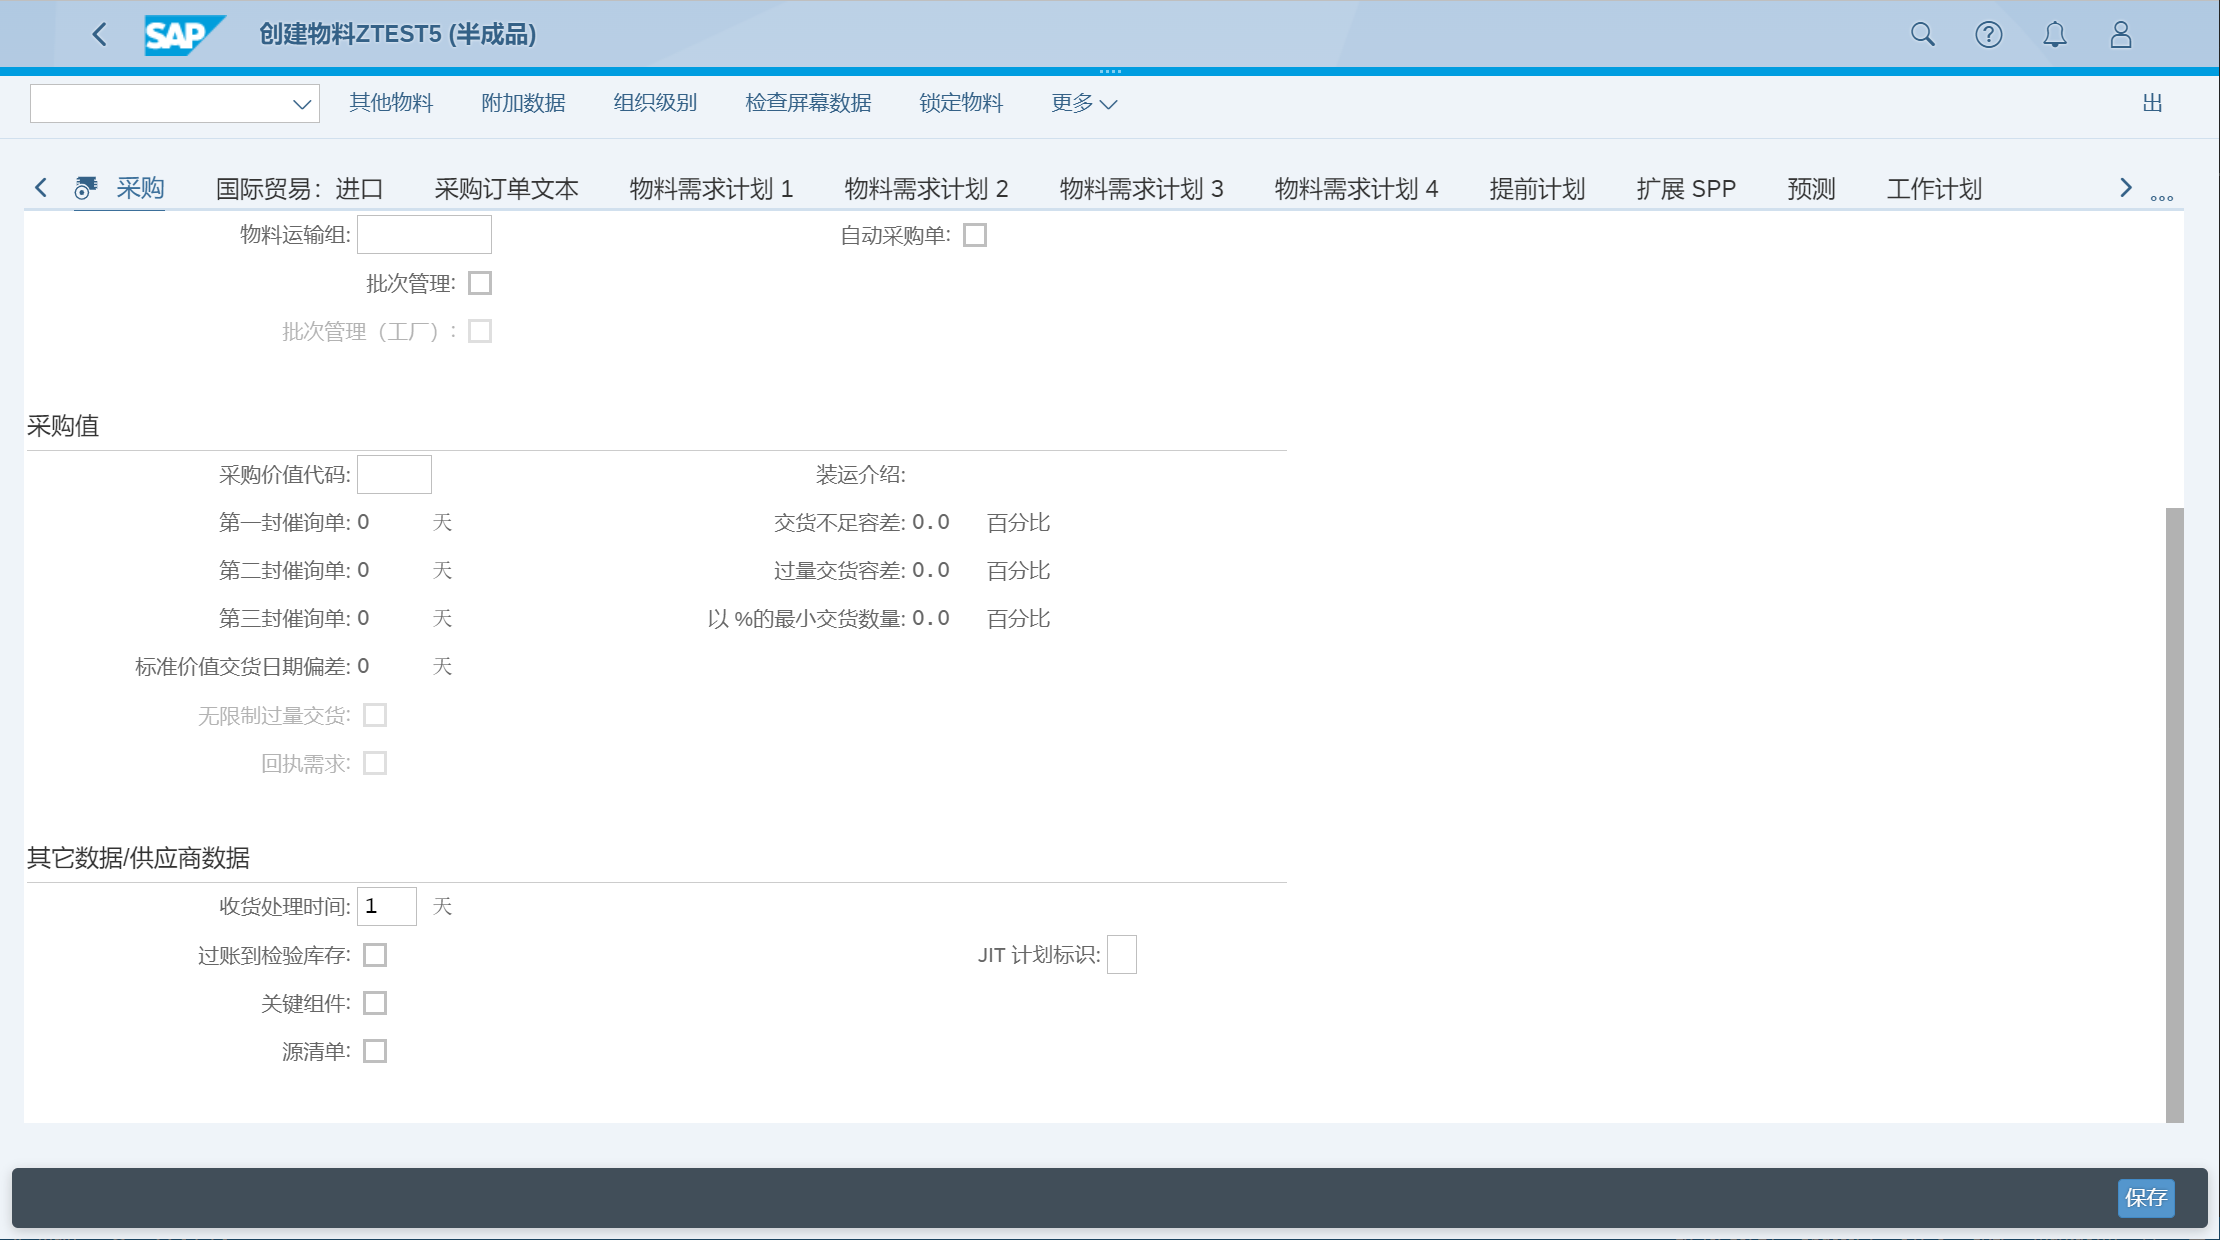 SAP 创建物料ZTEST5 (半成品)
其他物料 附加数据 组织级别 检查屏幕数据 锁定物料 更多 出
采购 国际贸易：进口 采购订单文本 物料需求计划 1 物料需求计划 2 物料需求计划 3 物料需求计划 4 提前计划 扩展 SPP 预测 工作计划
物料运输组: 自动采购单:
批次管理:
批次管理（工厂）:
采购值
采购价值代码: 装运介绍:
第一封催询单: 0 天 交货不足容差: 0.0 百分比
第二封催询单: 0 天 过量交货容差: 0.0 百分比
第三封催询单: 0 天 以 %的最小交货数量: 0.0 百分比
标准价值交货日期偏差: 0 天
无限制过量交货:
回执需求:
其它数据/供应商数据
收货处理时间: 1 天
过账到检验库存: JIT 计划标识:
关键组件:
源清单:
保存